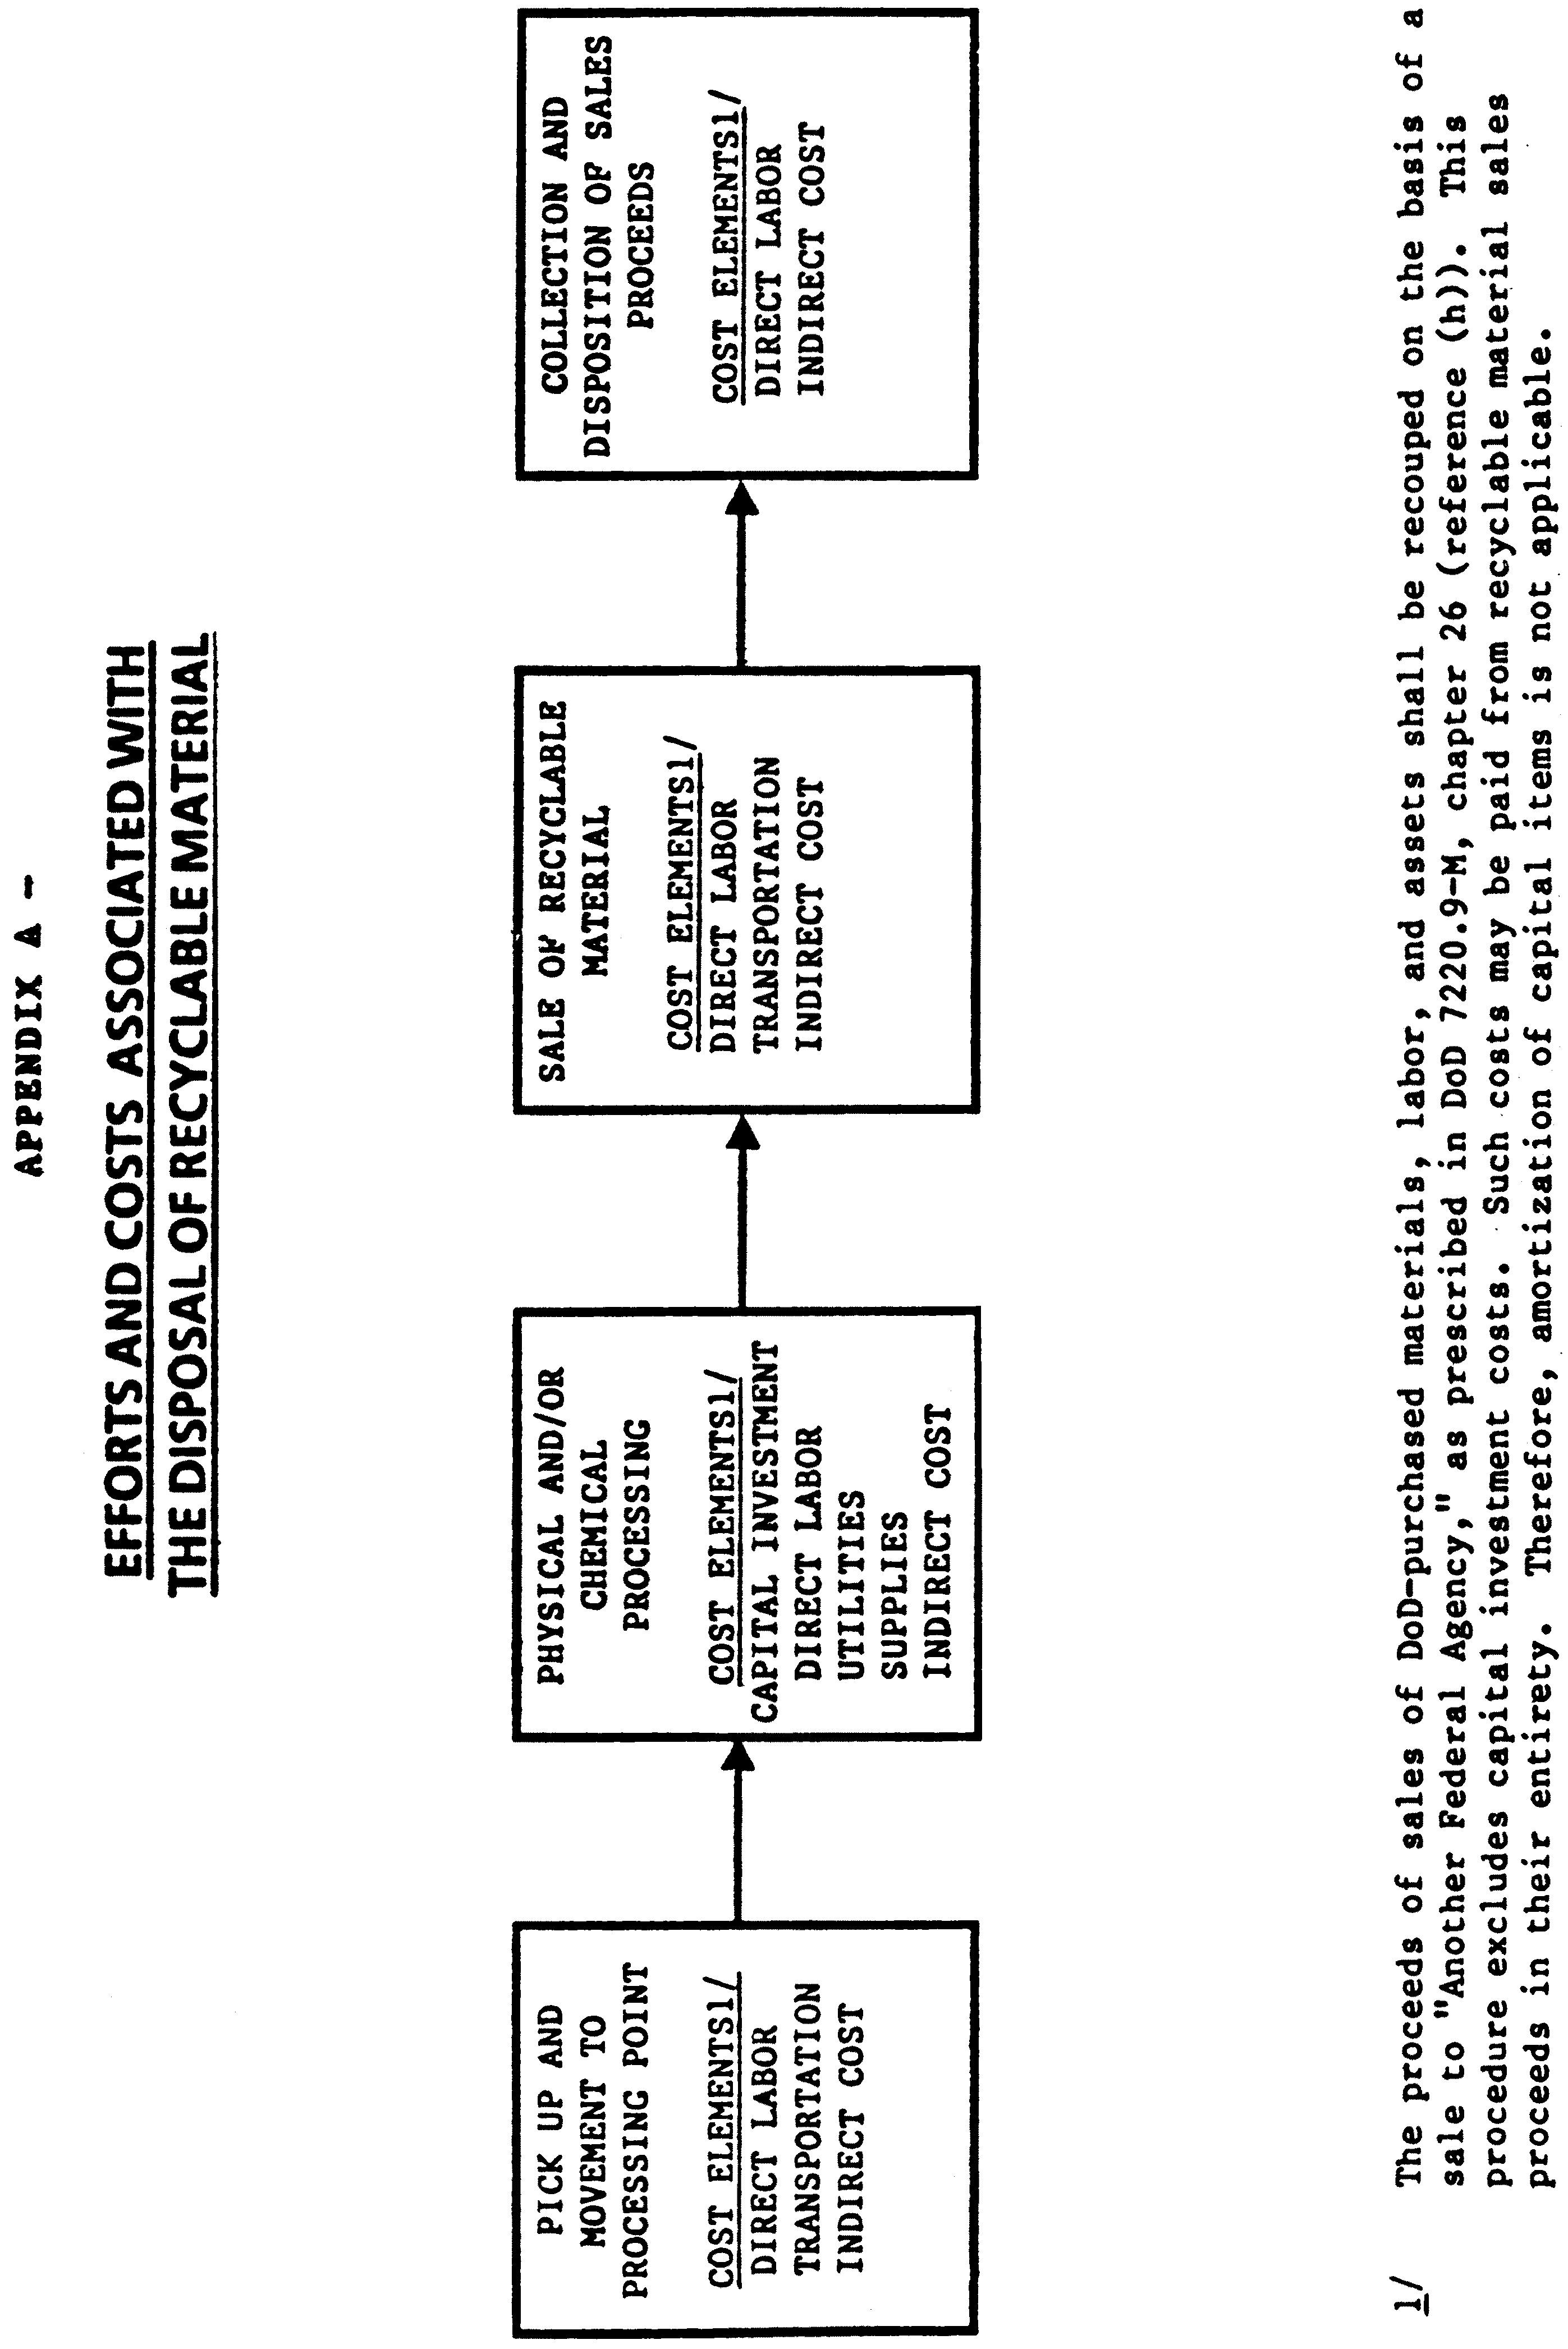 APPENDIX A -
EFFORTS AND COSTS ASSOCIATED WITH
THE DISPOSAL OF RECYCLABLE MATERIAL
PICK UP AND
MOVEMENT TO
PROCESSING POINT
COST ELEMENTS1/
DIRECT LABOR
TRANSPORTATION
INDIRECT COST
PHYSICAL AND/OR
CHEMICAL
PROCESSING
COST ELEMENTS1/
CAPITAL INVESTMENT
DIRECT LABOR
UTILITIES
SUPPLIES
INDIRECT COST
SALE OF RECYCLABLE
MATERIAL
COST ELEMENTS1/
DIRECT LABOR
TRANSPORTATION
INDIRECT COST
COLLECTION AND
DISPOSITION OF SALES
PROCEEDS
COST ELEMENTS1/
DIRECT LABOR
INDIRECT COST
1/ The proceeds of sales of DoD-purchased materials, labor, and assets shall be recouped on the basis of a
sale to "Another Federal Agency," as prescribed in DoD 7220.9-M, chapter 26 (reference (h)). This
procedure excludes capital investment costs. Such costs may be paid from recyclable material sales
proceeds in their entirety. Therefore, amortization of capital items is not applicable.